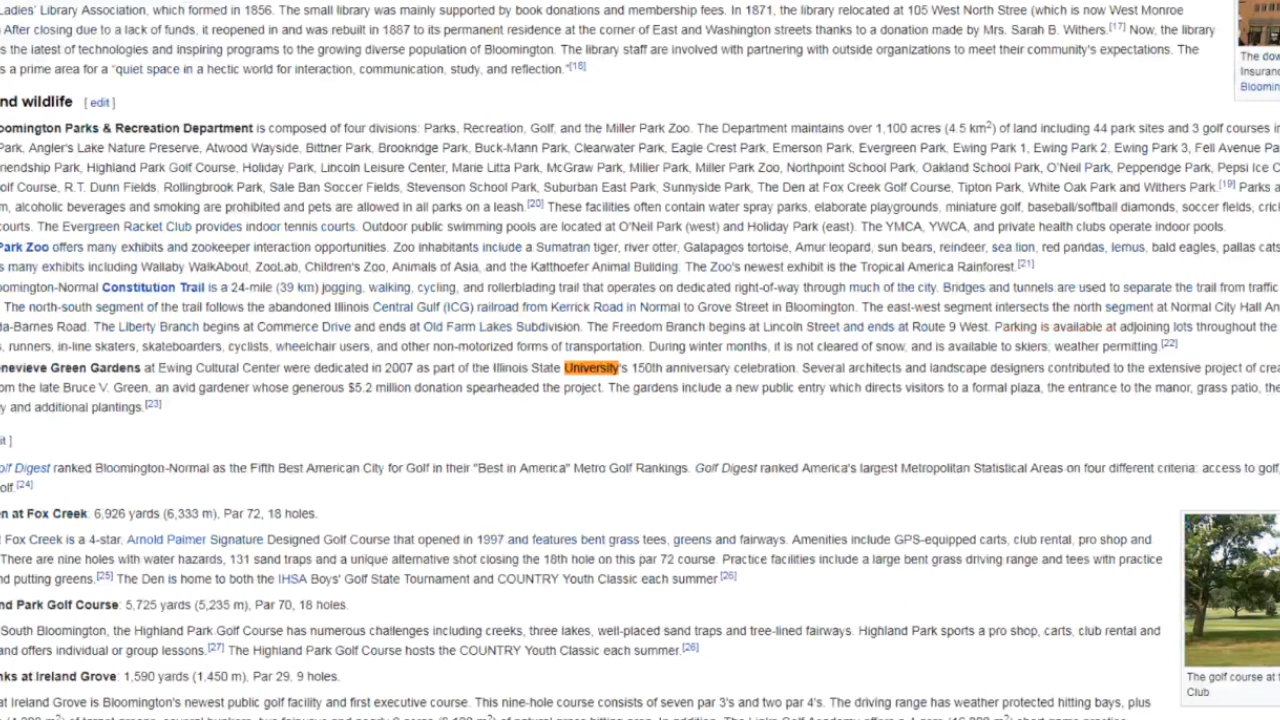 Ladies' Library Association, which formed in 1856. The small library was mainly supported by book donations and membership fees. In 1871, the library relocated at 105 West North Stree (which is now West Monroe
After closing due to a lack of funds, it reopened in and was rebuilt in 1887 to its permanent residence at the corner of East and Washington streets thanks to a donation made by Mrs. Sarah B. Withers.[17] Now, the library
s the latest of technologies and inspiring programs to the growing diverse population of Bloomington. The library staff are involved with partnering with outside organizations to meet their community's expectations. The
s a prime area for a "quiet space in a hectic world for interaction, communication, study, and reflection."[18]
The dow
Insuranc
Bloomin
nd wildlife [ edit ]
oomington Parks & Recreation Department is composed of four divisions: Parks, Recreation, Golf, and the Miller Park Zoo. The Department maintains over 1,100 acres (4.5 km2) of land including 44 park sites and 3 golf courses i
Park, Angler's Lake Nature Preserve, Atwood Wayside, Bittner Park, Brookridge Park, Buck-Mann Park, Clearwater Park, Eagle Crest Park, Emerson Park, Evergreen Park, Ewing Park 1, Ewing Park 2, Ewing Park 3, Fell Avenue Pa
riendship Park, Highland Park Golf Course, Holiday Park, Lincoln Leisure Center, Marie Litta Park, McGraw Park, Miller Park, Miller Park Zoo, Northpoint School Park, Oakland School Park, O'Neil Park, Pepperidge Park, Pepsi Ice C
olf Course, R.T. Dunn Fields, Rollingbrook Park, Sale Ban Soccer Fields, Stevenson School Park, Suburban East Park, Sunnyside Park, The Den at Fox Creek Golf Course, Tipton Park, White Oak Park and Withers Park.[19] Parks a
m, alcoholic beverages and smoking are prohibited and pets are allowed in all parks on a leash.[20] These facilities often contain water spray parks, elaborate playgrounds, miniature golf, baseball/softball diamonds, soccer fields, crick
courts. The Evergreen Racket Club provides indoor tennis courts. Outdoor public swimming pools are located at O'Neil Park (west) and Holiday Park (east). The YMCA, YWCA, and private health clubs operate indoor pools.
Park Zoo offers many exhibits and zookeeper interaction opportunities. Zoo inhabitants include a Sumatran tiger, river otter, Galapagos tortoise, Amur leopard, sun bears, reindeer, sea lion, red pandas, lemus, bald eagles, pallas cats
s many exhibits including Wallaby WalkAbout, ZooLab, Children's Zoo, Animals of Asia, and the Katthoefer Animal Building. The Zoo's newest exhibit is the Tropical America Rainforest.[21]
oomington-Normal Constitution Trail is a 24-mile (39 km) jogging, walking, cycling, and rollerblading trail that operates on dedicated right-of-way through much of the city. Bridges and tunnels are used to separate the trail from traffic
The north-south segment of the trail follows the abandoned Illinois Central Gulf (ICG) railroad from Kerrick Road in Normal to Grove Street in Bloomington. The east-west segment intersects the north segment at Normal City Hall An
da-Barnes Road. The Liberty Branch begins at Commerce Drive and ends at Old Farm Lakes Subdivision. The Freedom Branch begins at Lincoln Street and ends at Route 9 West. Parking is available at adjoining lots throughout the
, runners, in-line skaters, skateboarders, cyclists, wheelchair users, and other non-motorized forms of transportation. During winter months, it is not cleared of snow, and is available to skiers; weather permitting.[22]
enevieve Green Gardens at Ewing Cultural Center were dedicated in 2007 as part of the Illinois State University's 150th anniversary celebration. Several architects and landscape designers contributed to the extensive project of crea
om the late Bruce V. Green, an avid gardener whose generous $5.2 million donation spearheaded the project. The gardens include a new public entry which directs visitors to a formal plaza, the entrance to the manor, grass patio, the
y and additional plantings.[23]
it ]
olf Digest ranked Bloomington-Normal as the Fifth Best American City for Golf in their "Best in America" Metro Golf Rankings. Golf Digest ranked America's largest Metropolitan Statistical Areas on four different criteria: access to golf,
olf.[24]
n at Fox Creek: 6,926 yards (6,333 m), Par 72, 18 holes.
t Fox Creek is a 4-star, Arnold Palmer Signature Designed Golf Course that opened in 1997 and features bent grass tees, greens and fairways. Amenities include GPS-equipped carts, club rental, pro shop and
There are nine holes with water hazards, 131 sand traps and a unique alternative shot closing the 18th hole on this par 72 course. Practice facilities include a large bent grass driving range and tees with practice
nd putting greens.[25] The Den is home to both the IHSA Boys' Golf State Tournament and COUNTRY Youth Classic each summer.[26]
nd Park Golf Course: 5,725 yards (5,235 m), Par 70, 18 holes.
South Bloomington, the Highland Park Golf Course has numerous challenges including creeks, three lakes, well-placed sand traps and tree-lined fairways. Highland Park sports a pro shop, carts, club rental and
and offers individual or group lessons.[27] The Highland Park Golf Course hosts the COUNTRY Youth Classic each summer.[26]
The golf course at t
Club
nks at Ireland Grove: 1,590 yards (1,450 m), Par 29, 9 holes.
at Ireland Grove is Bloomington's newest public golf facility and first executive course. This nine-hole course consists of seven par 3's and two par 4's. The driving range has weather protected hitting bays, plus